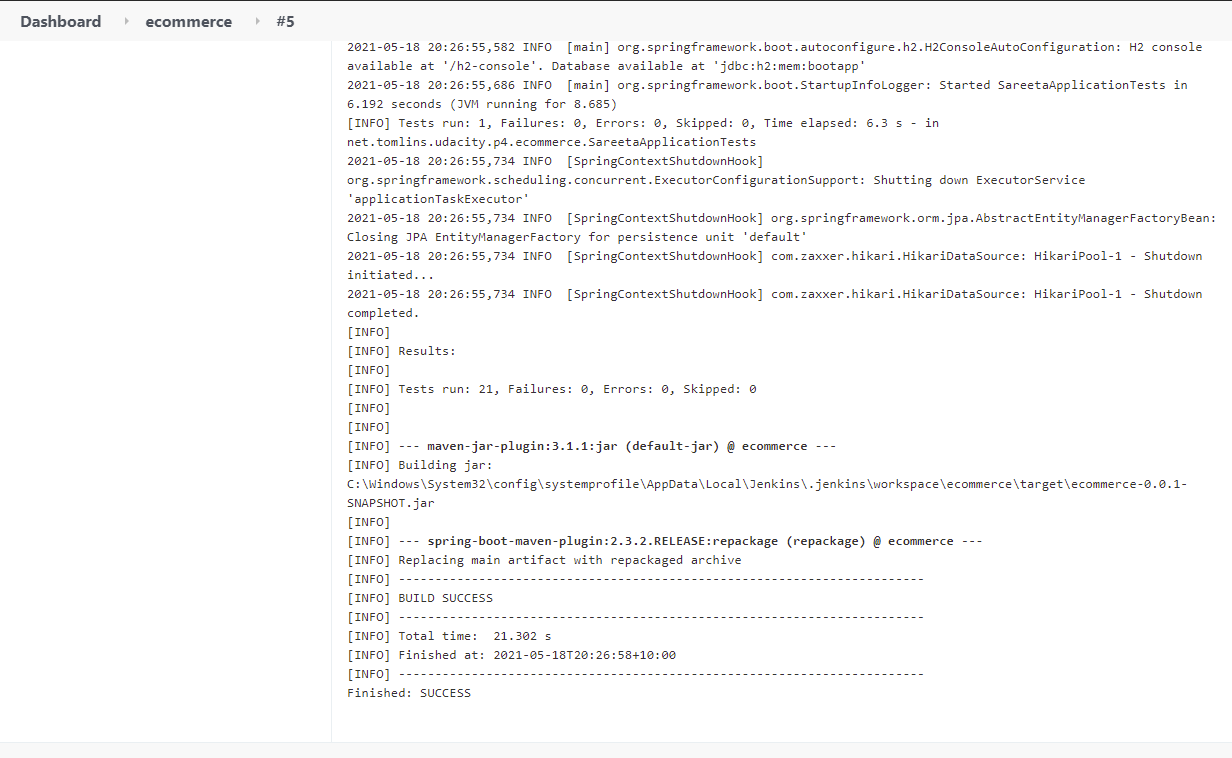 Dashboard ecommerce #5
2021-05-18 20:26:55,582 INFO  [main] org.springframework.boot.autoconfigure.h2.H2ConsoleAutoConfiguration: H2 console
available at '/h2-console'. Database available at 'jdbc:h2:mem:bootapp'
2021-05-18 20:26:55,686 INFO  [main] org.springframework.boot.StartupInfoLogger: Started SareetaApplicationTests in
6.192 seconds (JVM running for 8.685)
[INFO] Tests run: 1, Failures: 0, Errors: 0, Skipped: 0, Time elapsed: 6.3 s - in
net.tomlins.udacity.p4.ecommerce.SareetaApplicationTests
2021-05-18 20:26:55,734 INFO  [SpringContextShutdownHook]
org.springframework.scheduling.concurrent.ExecutorConfigurationSupport: Shutting down ExecutorService
'applicationTaskExecutor'
2021-05-18 20:26:55,734 INFO  [SpringContextShutdownHook] org.springframework.orm.jpa.AbstractEntityManagerFactoryBean:
Closing JPA EntityManagerFactory for persistence unit 'default'
2021-05-18 20:26:55,734 INFO  [SpringContextShutdownHook] com.zaxxer.hikari.HikariDataSource: HikariPool-1 - Shutdown
initiated...
2021-05-18 20:26:55,734 INFO  [SpringContextShutdownHook] com.zaxxer.hikari.HikariDataSource: HikariPool-1 - Shutdown
completed.
[INFO]
[INFO] Results:
[INFO]
[INFO] Tests run: 21, Failures: 0, Errors: 0, Skipped: 0
[INFO]
[INFO]
[INFO] --- maven-jar-plugin:3.1.1:jar (default-jar) @ ecommerce ---
[INFO] Building jar:
C:\Windows\System32\config\systemprofile\AppData\Local\Jenkins\.jenkins\workspace\ecommerce\target\ecommerce-0.0.1-
SNAPSHOT.jar
[INFO]
[INFO] --- spring-boot-maven-plugin:2.3.2.RELEASE:repackage (repackage) @ ecommerce ---
[INFO] Replacing main artifact with repackaged archive
[INFO] ------------------------------------------------------------------------
[INFO] BUILD SUCCESS
[INFO] ------------------------------------------------------------------------
[INFO] Total time:  21.302 s
[INFO] Finished at: 2021-05-18T20:26:58+10:00
[INFO] ------------------------------------------------------------------------
Finished: SUCCESS